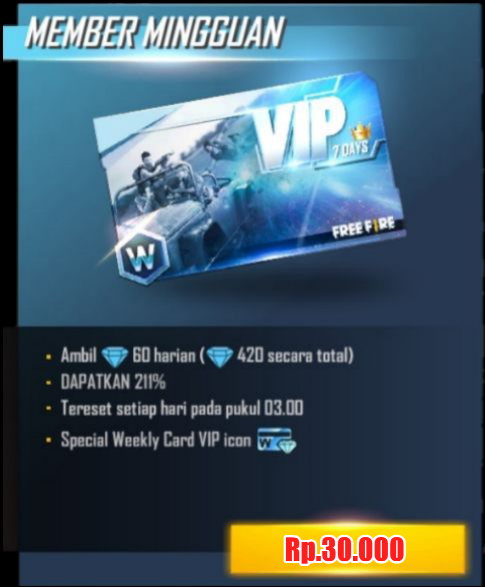 MEMBER MINGGUAN
VIP
7 DAYS
FREE FIRE
W
Ambil 60 harian ( 420 secara total)
DAPATKAN 211%
Tereset setiap hari pada pukul 03.00
Special Weekly Card VIP icon W
Rp.30.000